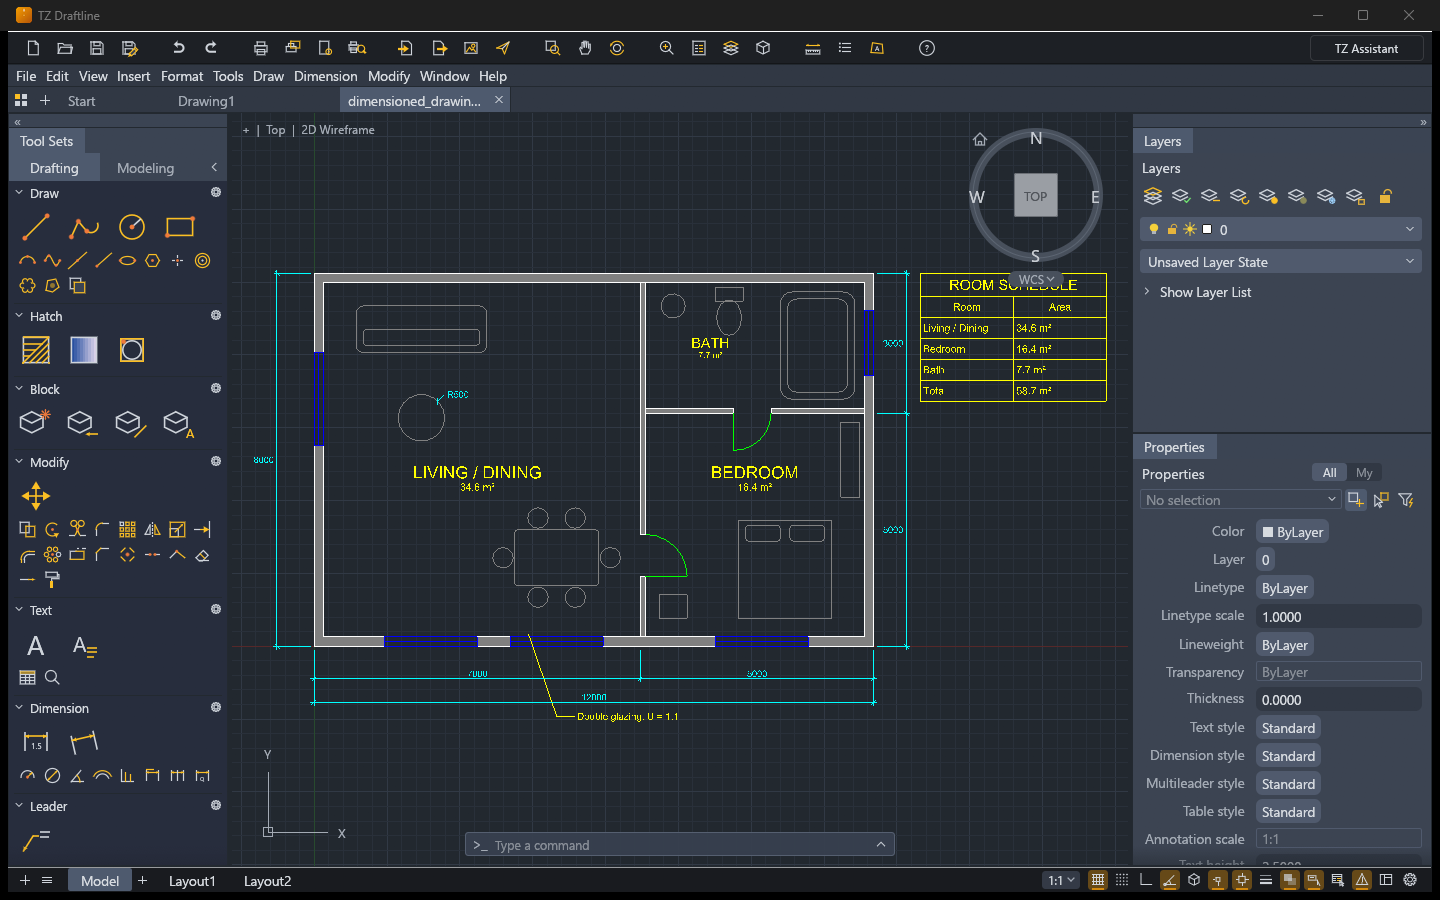 TZ Draftline
TZ Assistant
File Edit View Insert Format Tools Draw Dimension Modify Window Help
Start Drawing1 dimensioned_drawin...
Tool Sets
Drafting Modeling
Draw
Hatch
Block
Modify
Text
A
Dimension
1.5
Leader
+ | Top | 2D Wireframe
N
W TOP E
S
WCS
BATH
7.7 m²
R500
LIVING / DINING
34.6 m²
BEDROOM
16.4 m²
8000
3000
5000
7000 5000
12000
Double glazing, U = 1.1
ROOM SCHEDULE
Room Area
Living / Dining 34.6 m²
Bedroom 16.4 m²
Bath 7.7 m²
Total 58.7 m²
Y
X
>_ Type a command
Layers
Layers
0
Unsaved Layer State
Show Layer List
Properties
Properties All My
No selection
Color ByLayer
Layer 0
Linetype ByLayer
Linetype scale 1.0000
Lineweight ByLayer
Transparency ByLayer
Thickness 0.0000
Text style Standard
Dimension style Standard
Multileader style Standard
Table style Standard
Annotation scale 1:1
Text height 2.5000
Model Layout1 Layout2
1:1